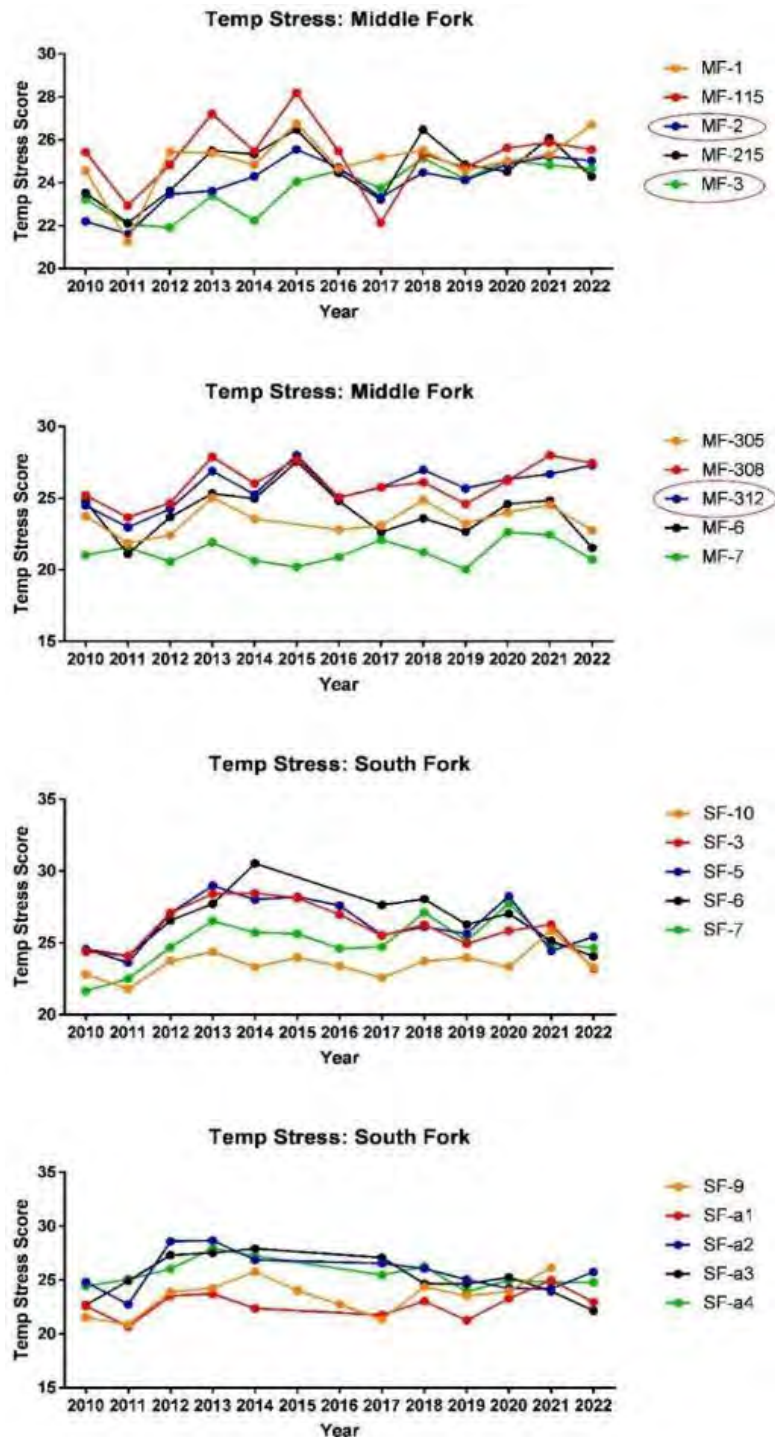 Temp Stress: Middle Fork
Temp Stress Score
30
28
26
24
22
20
2010 2011 2012 2013 2014 2015 2016 2017 2018 2019 2020 2021 2022
Year
MF-1
MF-115
MF-2
MF-215
MF-3
Temp Stress: Middle Fork
Temp Stress Score
30
25
20
15
2010 2011 2012 2013 2014 2015 2016 2017 2018 2019 2020 2021 2022
Year
MF-305
MF-308
MF-312
MF-6
MF-7
Temp Stress: South Fork
Temp Stress Score
35
30
25
20
2010 2011 2012 2013 2014 2015 2016 2017 2018 2019 2020 2021 2022
Year
SF-10
SF-3
SF-5
SF-6
SF-7
Temp Stress: South Fork
Temp Stress Score
35
30
25
20
15
2010 2011 2012 2013 2014 2015 2016 2017 2018 2019 2020 2021 2022
Year
SF-9
SF-a1
SF-a2
SF-a3
SF-a4